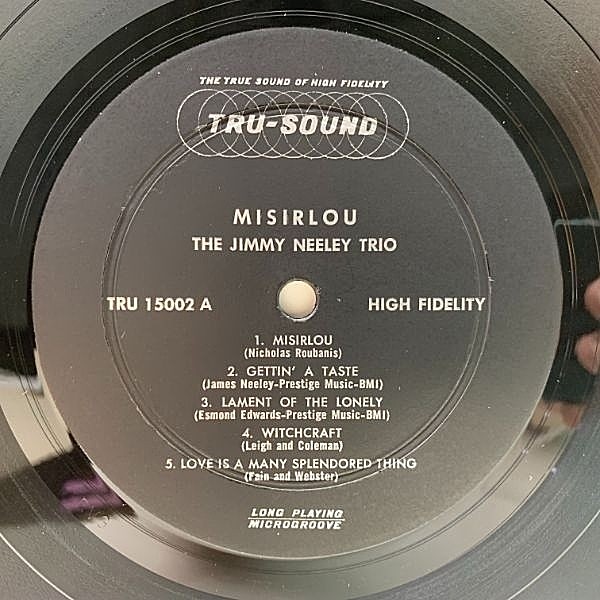 THE TRUE SOUND OF HIGH FIDELITY
TRU-SOUND
MISIRLOU
THE JIMMY NEELEY TRIO
TRU 15002 A HIGH FIDELITY
1. MISIRLOU
(Nicholas Roubanis)
2. GETTIN' A TASTE
(James Neeley-Prestige Music-BMI)
3. LAMENT OF THE LONELY
(Esmond Edwards-Prestige Music-BMI)
4. WITCHCRAFT
(Leigh and Coleman)
5. LOVE IS A MANY SPLENDORED THING
(Fain and Webster)
LONG PLAYING
MICROGROOVE